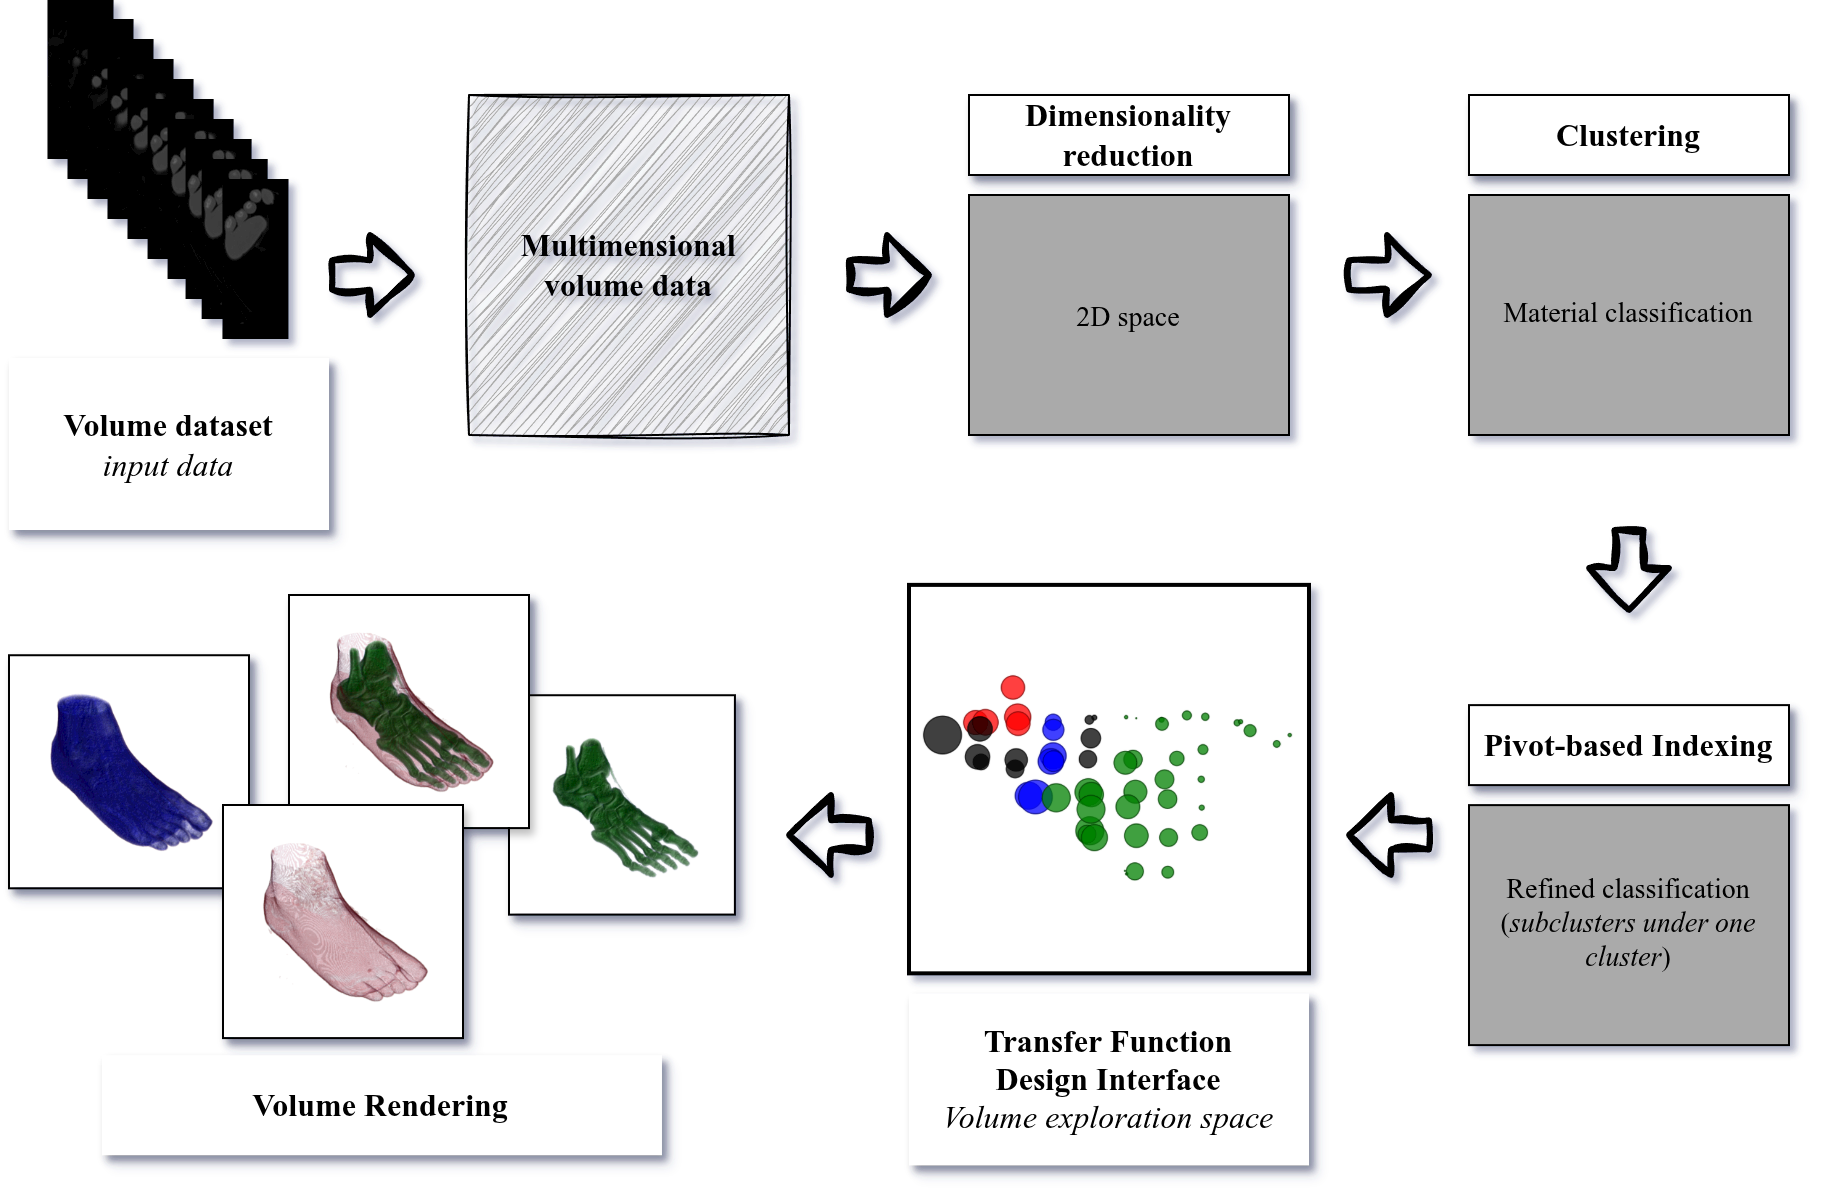 Volume dataset
input data
Multimensional
volume data
Dimensionality
reduction
2D space
Clustering
Material classification
Pivot-based Indexing
Refined classification
(subclusters under one
cluster)
Transfer Function
Design Interface
Volume exploration space
Volume Rendering